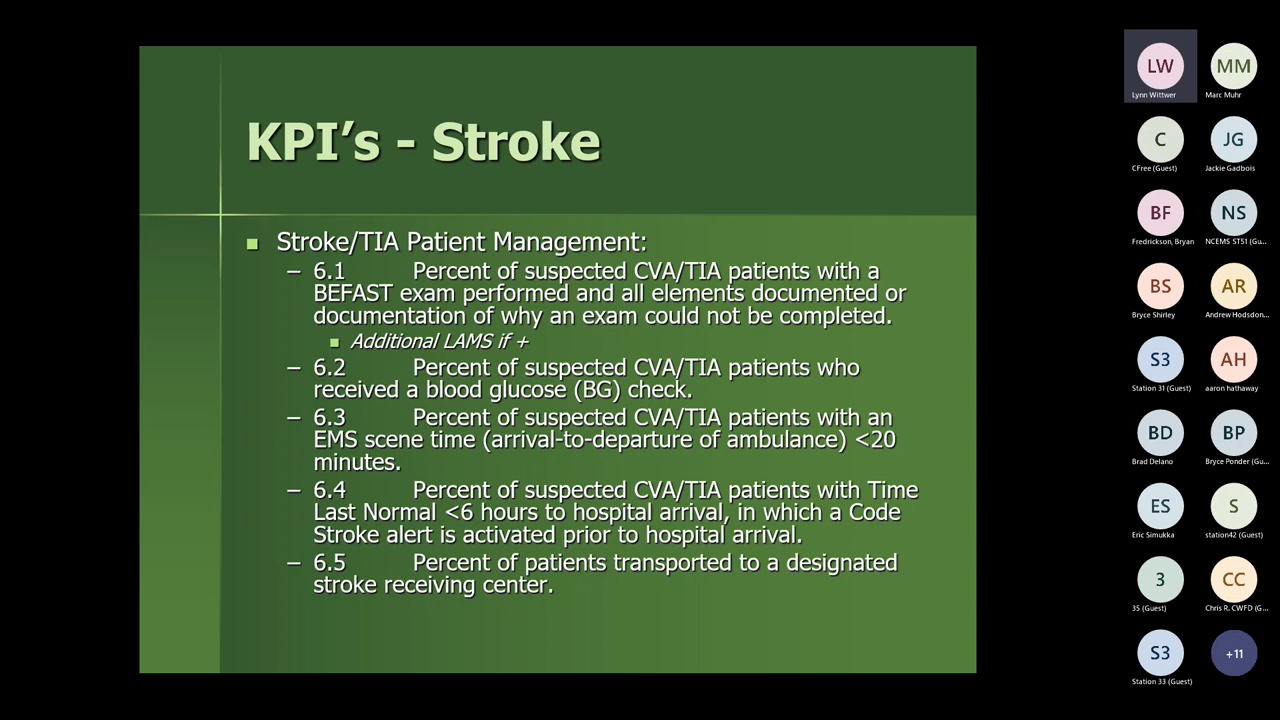 KPI's - Stroke
Stroke/TIA Patient Management:
– 6.1 Percent of suspected CVA/TIA patients with a
BEFAST exam performed and all elements documented or
documentation of why an exam could not be completed.
Additional LAMS if +
– 6.2 Percent of suspected CVA/TIA patients who
received a blood glucose (BG) check.
– 6.3 Percent of suspected CVA/TIA patients with an
EMS scene time (arrival-to-departure of ambulance) <20
minutes.
– 6.4 Percent of suspected CVA/TIA patients with Time
Last Normal <6 hours to hospital arrival, in which a Code
Stroke alert is activated prior to hospital arrival.
– 6.5 Percent of patients transported to a designated
stroke receiving center.
LW MM
Lynn Wittwer Marc Muhr
C JG
CFree (Guest) Jackie Gadbois
BF NS
Fredrickson, Bryan NCEMS ST51 (Gu...
BS AR
Bryce Shirley Andrew Hodsdon...
S3 AH
Station 31 (Guest) aaron hathaway
BD BP
Brad Delano Bryce Ponder (Gu...
ES S
Eric Simukka station42 (Guest)
3 CC
35 (Guest) Chris R. CWFD (G...
S3 +11
Station 33 (Guest)